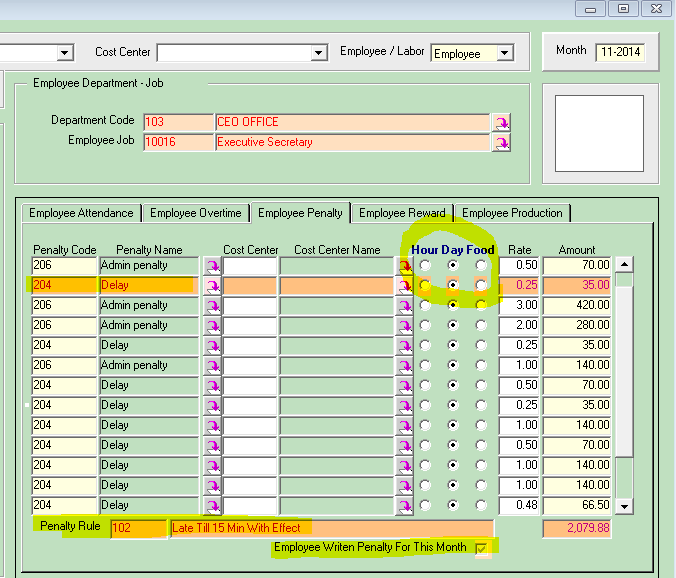 Cost Center Employee / Labor Employee Month 11-2014
Employee Department - Job
Department Code 103 CEO OFFICE
Employee Job 10016 Executive Secretary
Employee Attendance Employee Overtime Employee Penalty Employee Reward Employee Production
Penalty Code Penalty Name Cost Center Cost Center Name Hour Day Food Rate Amount
206 Admin penalty 0.50 70.00
204 Delay 0.25 35.00
206 Admin penalty 3.00 420.00
206 Admin penalty 2.00 280.00
204 Delay 0.25 35.00
206 Admin penalty 1.00 140.00
204 Delay 0.50 70.00
204 Delay 0.25 35.00
204 Delay 1.00 140.00
204 Delay 0.50 70.00
204 Delay 1.00 140.00
204 Delay 1.00 140.00
204 Delay 0.48 66.50
Penalty Rule 102 Late Till 15 Min With Effect 2,079.88
Employee Writen Penalty For This Month